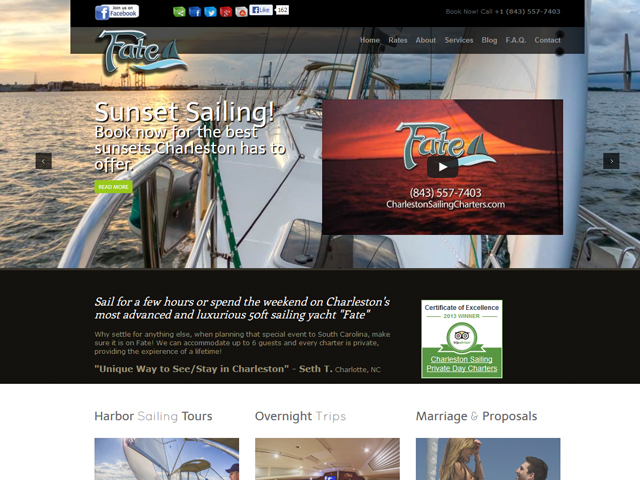 Join us on
Facebook
Like 162
Book Now! Call +1 (843) 557-7403
Fate
Home Rates About Services Blog F.A.Q. Contact
Sunset Sailing!
Book now for the best
sunsets Charleston has to
offer.
READ MORE
Fate
(843) 557-7403
CharlestonSailingCharters.com
Sail for a few hours or spend the weekend on Charleston's
most advanced and luxurious 50ft sailing yacht "Fate"
Why settle for anything else, when planning that special event to South Carolina, make
sure it is on Fate! We can accommodate up to 6 guests and every charter is private,
providing the expierence of a lifetime!
"Unique Way to See/Stay in Charleston" - Seth T. Charlotte, NC
Certificate of Excellence
2013 WINNER
tripadvisor
Charleston Sailing
Private Day Charters
Harbor Sailing Tours
Overnight Trips
Marriage & Proposals